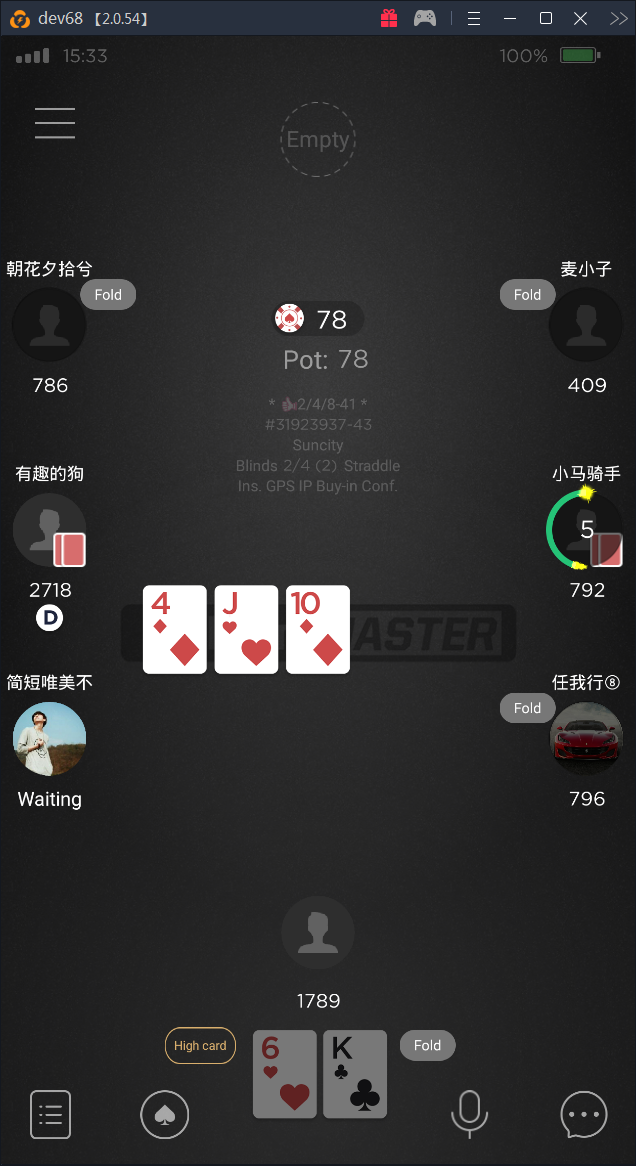 dev68 【2.0.54】
15:33
100%
Empty
朝花夕拾兮
麦小子
Fold
Fold
78
786
Pot: 78
409
* 2/4/8-41 *
#31923937-43
Suncity
Blinds 2/4 (2) Straddle
Ins. GPS IP Buy-in Conf.
有趣的狗
小马骑手
5
2718
792
D
4
J
10
ASTER
简短唯美不
任我行⑧
Fold
Waiting
796
1789
High card
6
K
Fold